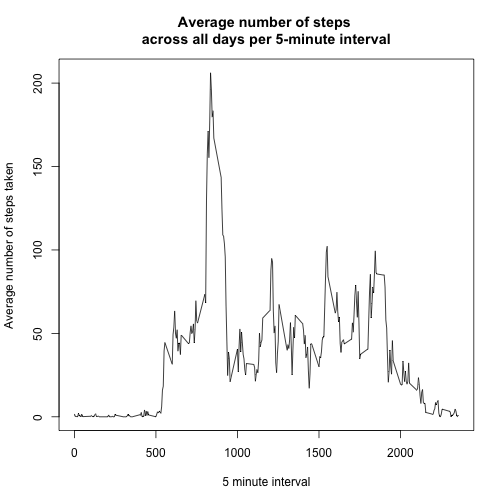 Average number of steps
across all days per 5-minute interval
Average number of steps taken
200
150
100
50
0
0 500 1000 1500 2000
5 minute interval